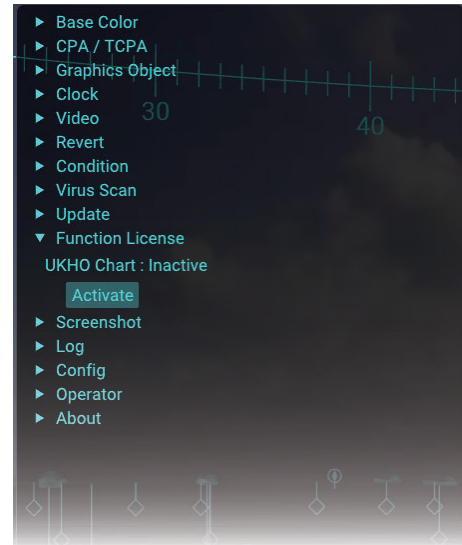 Base Color
CPA / TCPA
Graphics Object
Clock
30
Video
40
Revert
Condition
Virus Scan
Update
Function License
UKHO Chart : Inactive
Activate
Screenshot
Log
Config
Operator
About